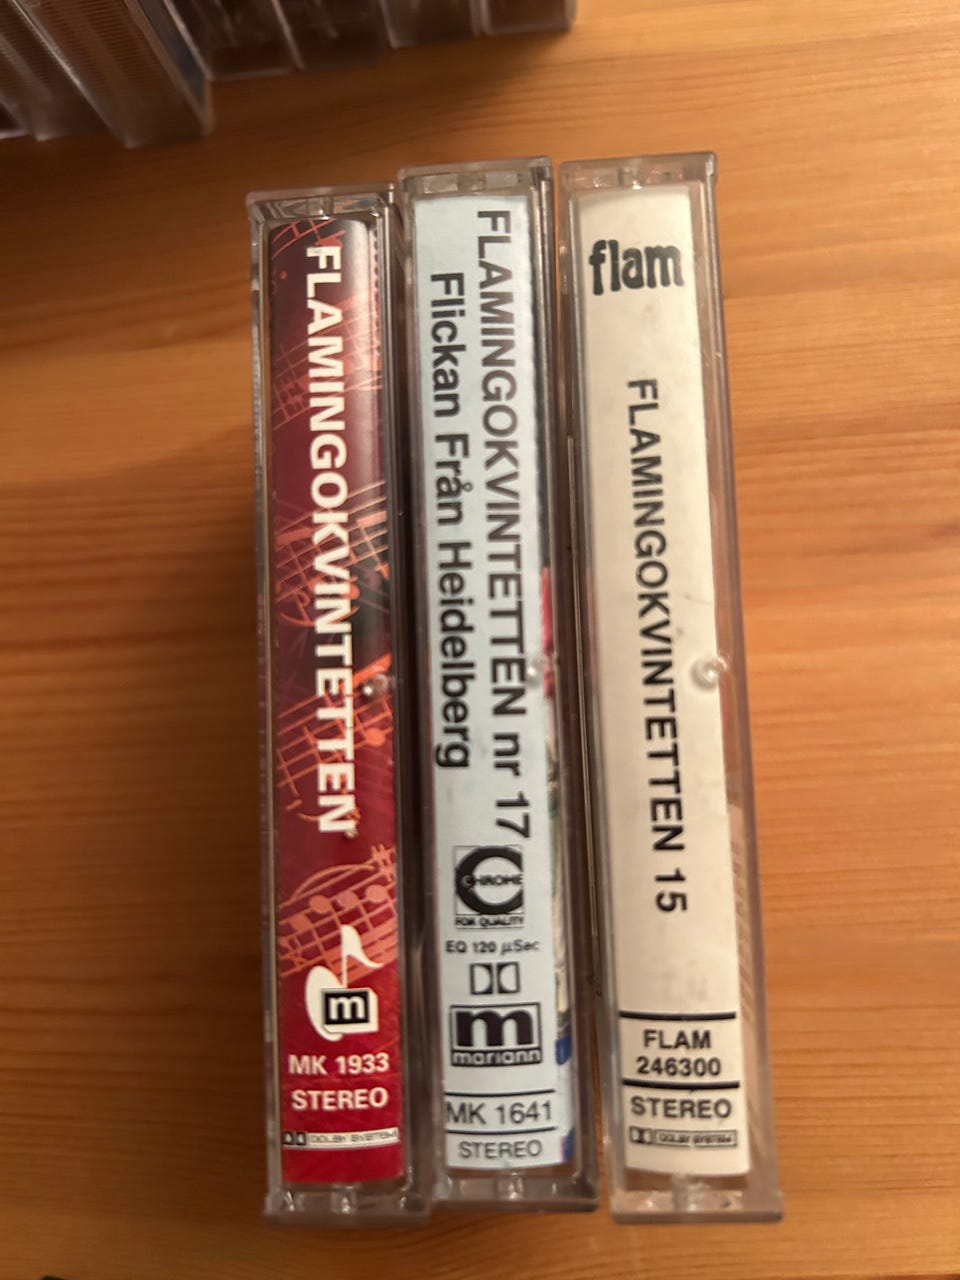 FLAMINGOKVINTETTEN
m
MK 1933
STEREO
DOLBY SYSTEM
FLAMINGOKVINTETTEN nr 17
Flickan Från Heidelberg
CHROME
FOR QUALITY
EQ 120 µSec
m
mariann
MK 1641
STEREO
flam
FLAMINGOKVINTETTEN 15
FLAM
246300
STEREO
DOLBY SYSTEM